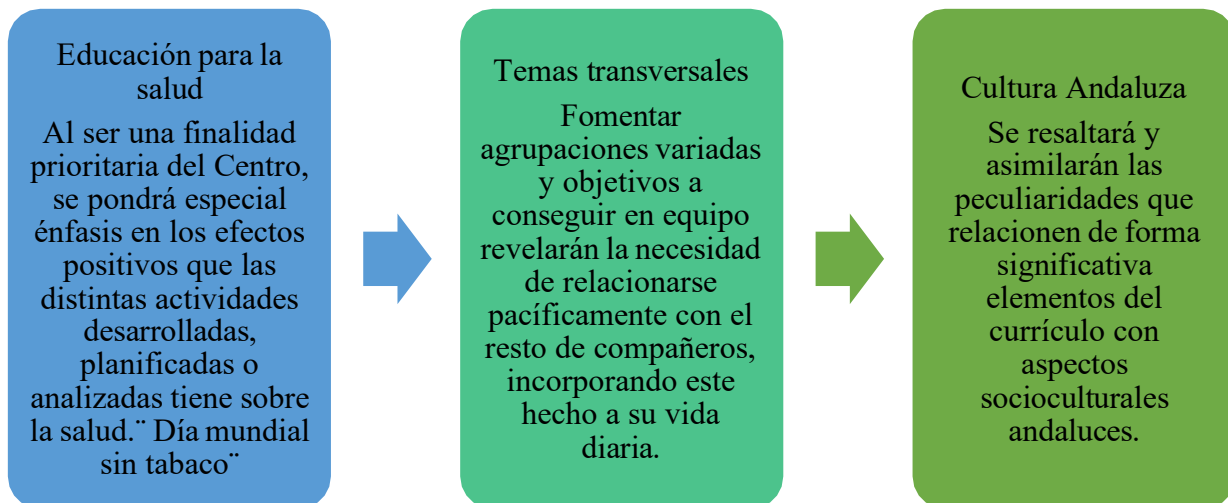 Educación para la
salud
Al ser una finalidad
prioritaria del Centro,
se pondrá especial
énfasis en los efectos
positivos que las
distintas actividades
desarrolladas,
planificadas o
analizadas tiene sobre
la salud.¨ Día mundial
sin tabaco¨
Temas transversales
Fomentar
agrupaciones variadas
y objetivos a
conseguir en equipo
revelarán la necesidad
de relacionarse
pacíficamente con el
resto de compañeros,
incorporando este
hecho a su vida
diaria.
Cultura Andaluza
Se resaltará y
asimilarán las
peculiaridades que
relacionen de forma
significativa
elementos del
currículo con
aspectos
socioculturales
andaluces.